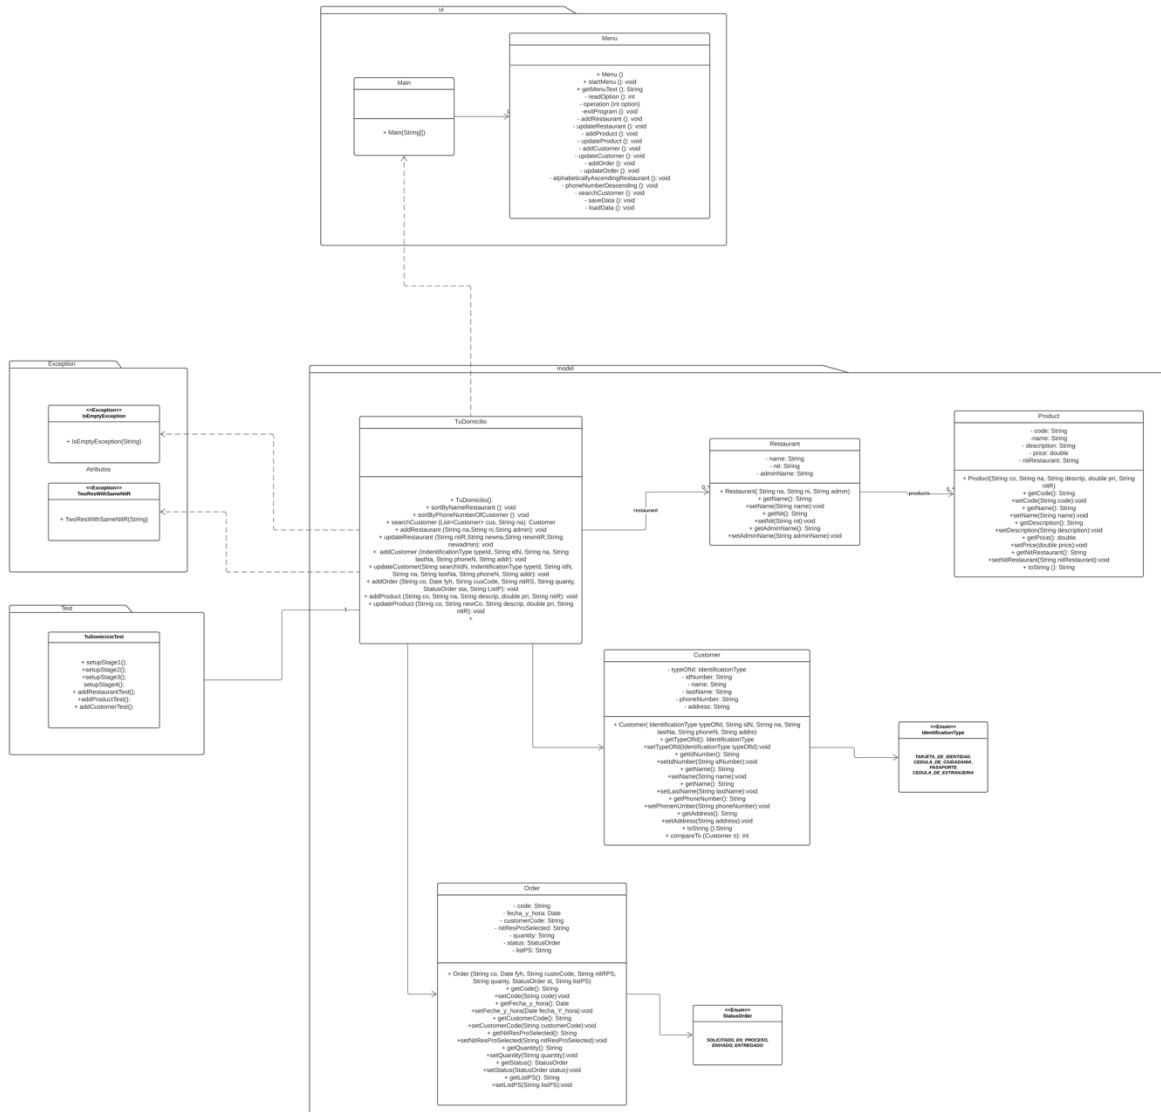 ui
Main
+ Main(String[])
1
Menu
+ Menu ()
+ startMenu (): void
+ getMenuText (): String
- readOption (): int
- operation (int option)
-exitProgram (): void
- addRestaurant (): void
- updateRestaurant (): void
- addProduct (): void
- updateProduct (): void
- addCustomer (): void
- updateCustomer (): void
- addOrder (): void
- updateOrder (): void
- alphabeticallyAscendingRestaurant (): void
- phoneNumberDescending (): void
- searchCustomer (): void
- saveData (): void
- loadData (): void
Exception
<<Exception>>
IsEmptyException
+ IsEmptyException(String)
Atributos
<<Exception>>
TwoResWithSameNitR
+ TwoResWithSameNitR(String)
Test
TuDomicicioTest
+ setupStage1();
+setupStage2();
+setupStage3();
setupStage4();
+ addRestaurantTest();
+addProductTest();
+ addCustomerTest();
1
model
TuDomicilio
+ TuDomicilio()
+ sortByNameRestaurant (): void
+ sortByPhoneNumberOfCustomer (): void
+ searchCustomer (List<Customer> cus, String na): Customer
+ addRestaurant (String na,String ni,String admin): void
+ updateRestaurant (String nitR,String newna,String newnitR,String
newadmin): void
+ addCustomer (IndentificationType typeId, String idN, String na, String
lastNa, String phoneN, String addr): void
+ updateCustomer(String searchIdN, IndentificationType typeId, String idN,
String na, String lastNa, String phoneN, String addr): void
+ addOrder (String co, Date fyh, String cusCode, String nitRS, String quanty,
StatusOrder sta, String ListP): void
+ addProduct (String co, String na, String descrip, double pri, String nitR): void
+ updateProduct (String co, String newCo, String descrip, double pri, String
nitR): void
+
restaurant
0..*
Restaurant
- name: String
- nit: String
- adminName: String
+ Restaurant( String na, String ni, String admin)
+ getName(): String
+setName(String name):void
+ getNit(): String
+setNit(String nit):void
+ getAdminName(): String
+setAdminName(String adminName):void
products
0..*
Product
- code: String
-name: String
- description: String
- price: double
- nitRestaurant: String
+ Product(String co, String na, String descrip, double pri, String
nitR)
+ getCode(): String
+setCode(String code):void
+ getName(): String
+setName(String name):void
+ getDescription(): String
+setDescription(String description):void
+ getPrice(): double
+setPrice(double price):void
+ getNitRestaurant(): String
+setNitRestaurant(String nitRestaurant):void
+ toString (): String
Customer
- typeOfId: IdentificationType
- idNumber: String
- name: String
- lastName: String
- phoneNumber: String
- address: String
+ Customer( IdentificationType typeOfId, String idN, String na, String
lastNa, String phoneN, String addre)
+ getTypeOfId(): IdentificationType
+setTypeOfId(IdentificationType typeOfId):void
+ getIdNumber(): String
+setIdNumber(String idNumber):void
+ getName(): String
+setName(String name):void
+ getName(): String
+setLastName(String lastName):void
+ getPhoneNumber(): String
+setPhonenUmber(String phoneNumber):void
+ getAddress(): String
+setAddress(String address):void
+ toString ():String
+ compareTo (Customer o): int
<<Enum>>
IdentificationType
TARJETA_DE_IDENTIDAD,
CEDULA_DE_CIUDADANIA,
PASAPORTE,
CEDULA_DE_EXTRANJERIA
Order
- code: String
- fecha_y_hora: Date
- customerCode: String
- nitResProSelected: String
- quantity: String
- status: StatusOrder
- listPS: String
+ Order (String co, Date fyh, String custoCode, String nitRPS,
String quanty, StatusOrder st, String listPS)
+ getCode(): String
+setCode(String code):void
+ getFecha_y_hora(): Date
+setFeche_y_hora(Date fecha_Y_hora):void
+ getCustomerCode(): String
+setCustomerCode(String customerCode):void
+ getNitResProSelected(): String
+setNitResProSelected(String nitResProSelected):void
+ getQuantity(): String
+setQuantity(String quantity):void
+ getStatus(): StatusOrder
+setStatus(StatusOrder status):void
+ getListPS(): String
+setListPS(String listPS):void
<<Enum>>
StatusOrder
SOLICITADO, EN_PROCESO,
ENVIADO, ENTREGADO